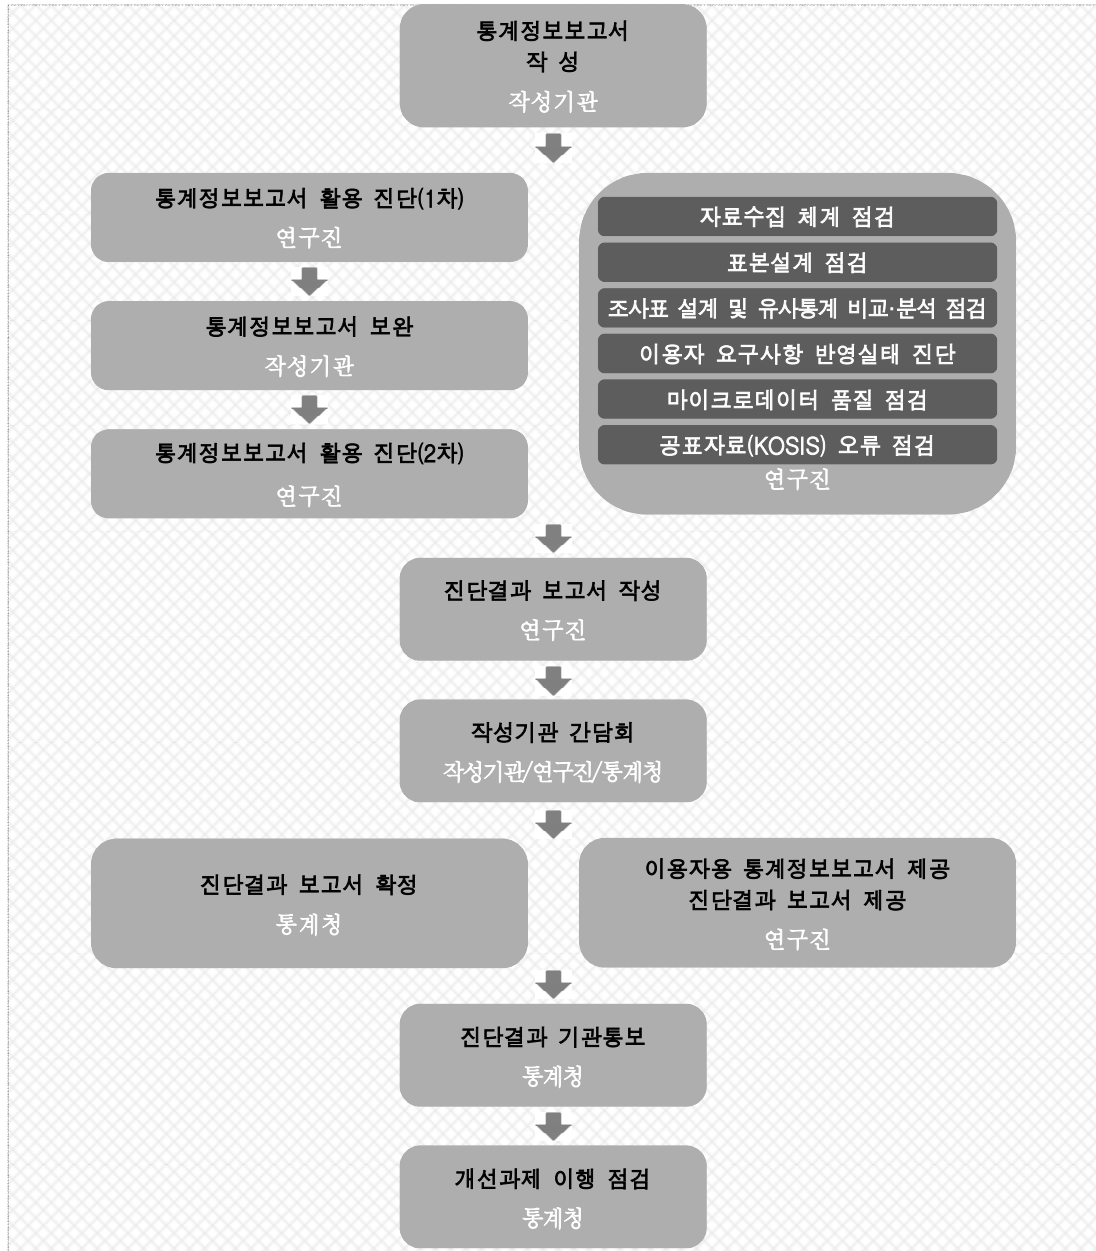 통계정보보고서
작 성
작성기관
통계정보보고서 활용 진단(1차)
연구진
통계정보보고서 보완
작성기관
통계정보보고서 활용 진단(2차)
연구진
자료수집 체계 점검
표본설계 점검
조사표 설계 및 유사통계 비교·분석 점검
이용자 요구사항 반영실태 진단
마이크로데이터 품질 점검
공표자료(KOSIS) 오류 점검
연구진
진단결과 보고서 작성
연구진
작성기관 간담회
작성기관/연구진/통계청
진단결과 보고서 확정
통계청
이용자용 통계정보보고서 제공
진단결과 보고서 제공
연구진
진단결과 기관통보
통계청
개선과제 이행 점검
통계청